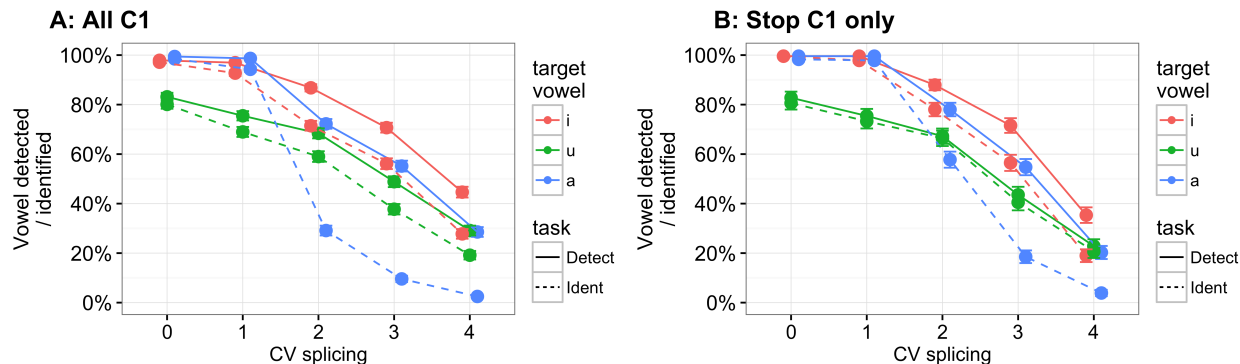 A: All C1
Vowel detected
/ identified
100%
80%
60%
40%
20%
0%
0 1 2 3 4
CV splicing
target
vowel
i
u
a
task
Detect
Ident
B: Stop C1 only
Vowel detected
/ identified
100%
80%
60%
40%
20%
0%
0 1 2 3 4
CV splicing
target
vowel
i
u
a
task
Detect
Ident